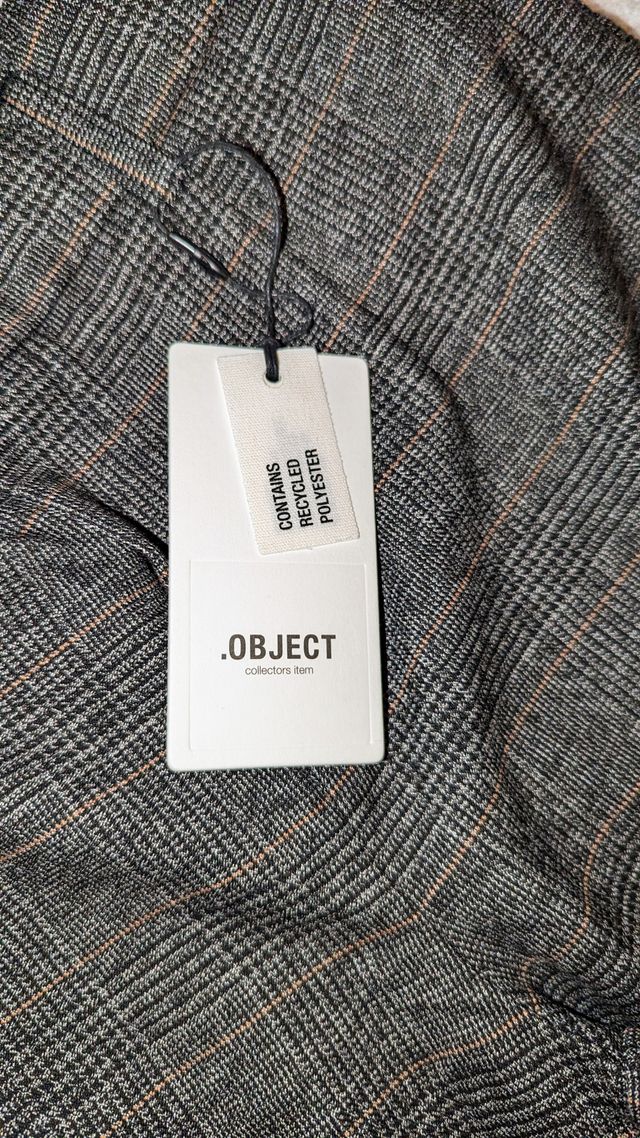 CONTAINS
RECYCLED
POLYESTER
.OBJECT
collectors item